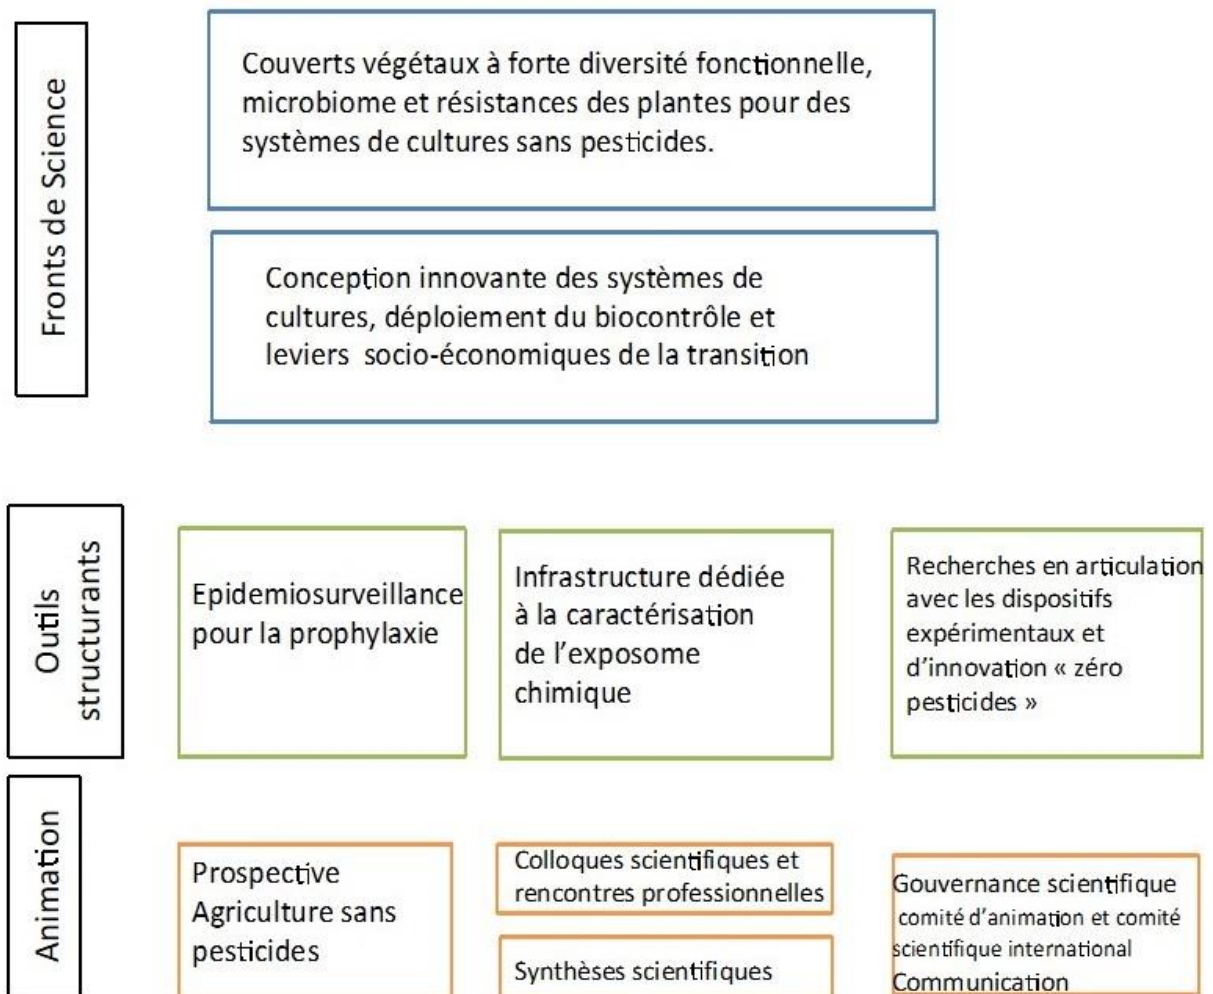 Fronts de Science
Couverts végétaux à forte diversité fonctionnelle,
microbiome et résistances des plantes pour des
systèmes de cultures sans pesticides.
Conception innovante des systèmes de
cultures, déploiement du biocontrôle et
leviers socio-économiques de la transition
Outils
structurants
Epidemiosurveillance
pour la prophylaxie
Infrastructure dédiée
à la caractérisation
de l’exposome
chimique
Recherches en articulation
avec les dispositifs
expérimentaux et
d’innovation « zéro
pesticides »
Animation
Prospective
Agriculture sans
pesticides
Colloques scientifiques et
rencontres professionnelles
Synthèses scientifiques
Gouvernance scientifique
comité d’animation et comité
scientifique international
Communication